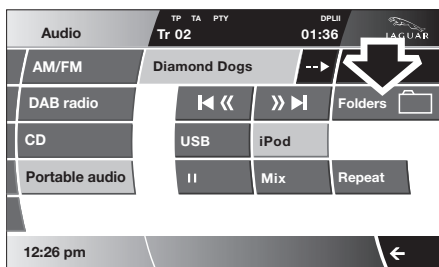 TP TA PTY DPLII
Audio Tr 02 01:36 JAGUAR
AM/FM Diamond Dogs
DAB radio Folders
CD USB iPod
Portable audio II Mix Repeat
12:26 pm